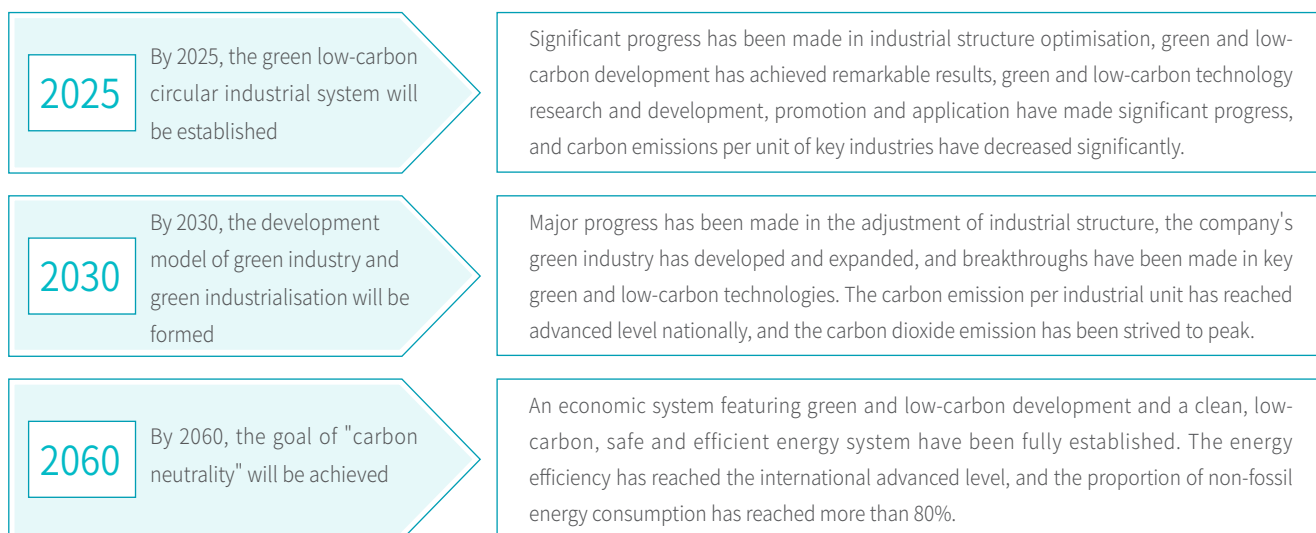 2025
By 2025, the green low-carbon
circular industrial system will
be established
Significant progress has been made in industrial structure optimisation, green and low-
carbon development has achieved remarkable results, green and low-carbon technology
research and development, promotion and application have made significant progress,
and carbon emissions per unit of key industries have decreased significantly.
2030
By 2030, the development
model of green industry and
green industrialisation will be
formed
Major progress has been made in the adjustment of industrial structure, the company's
green industry has developed and expanded, and breakthroughs have been made in key
green and low-carbon technologies. The carbon emission per industrial unit has reached
advanced level nationally, and the carbon dioxide emission has been strived to peak.
2060
By 2060, the goal of "carbon
neutrality" will be achieved
An economic system featuring green and low-carbon development and a clean, low-
carbon, safe and efficient energy system have been fully established. The energy
efficiency has reached the international advanced level, and the proportion of non-fossil
energy consumption has reached more than 80%.